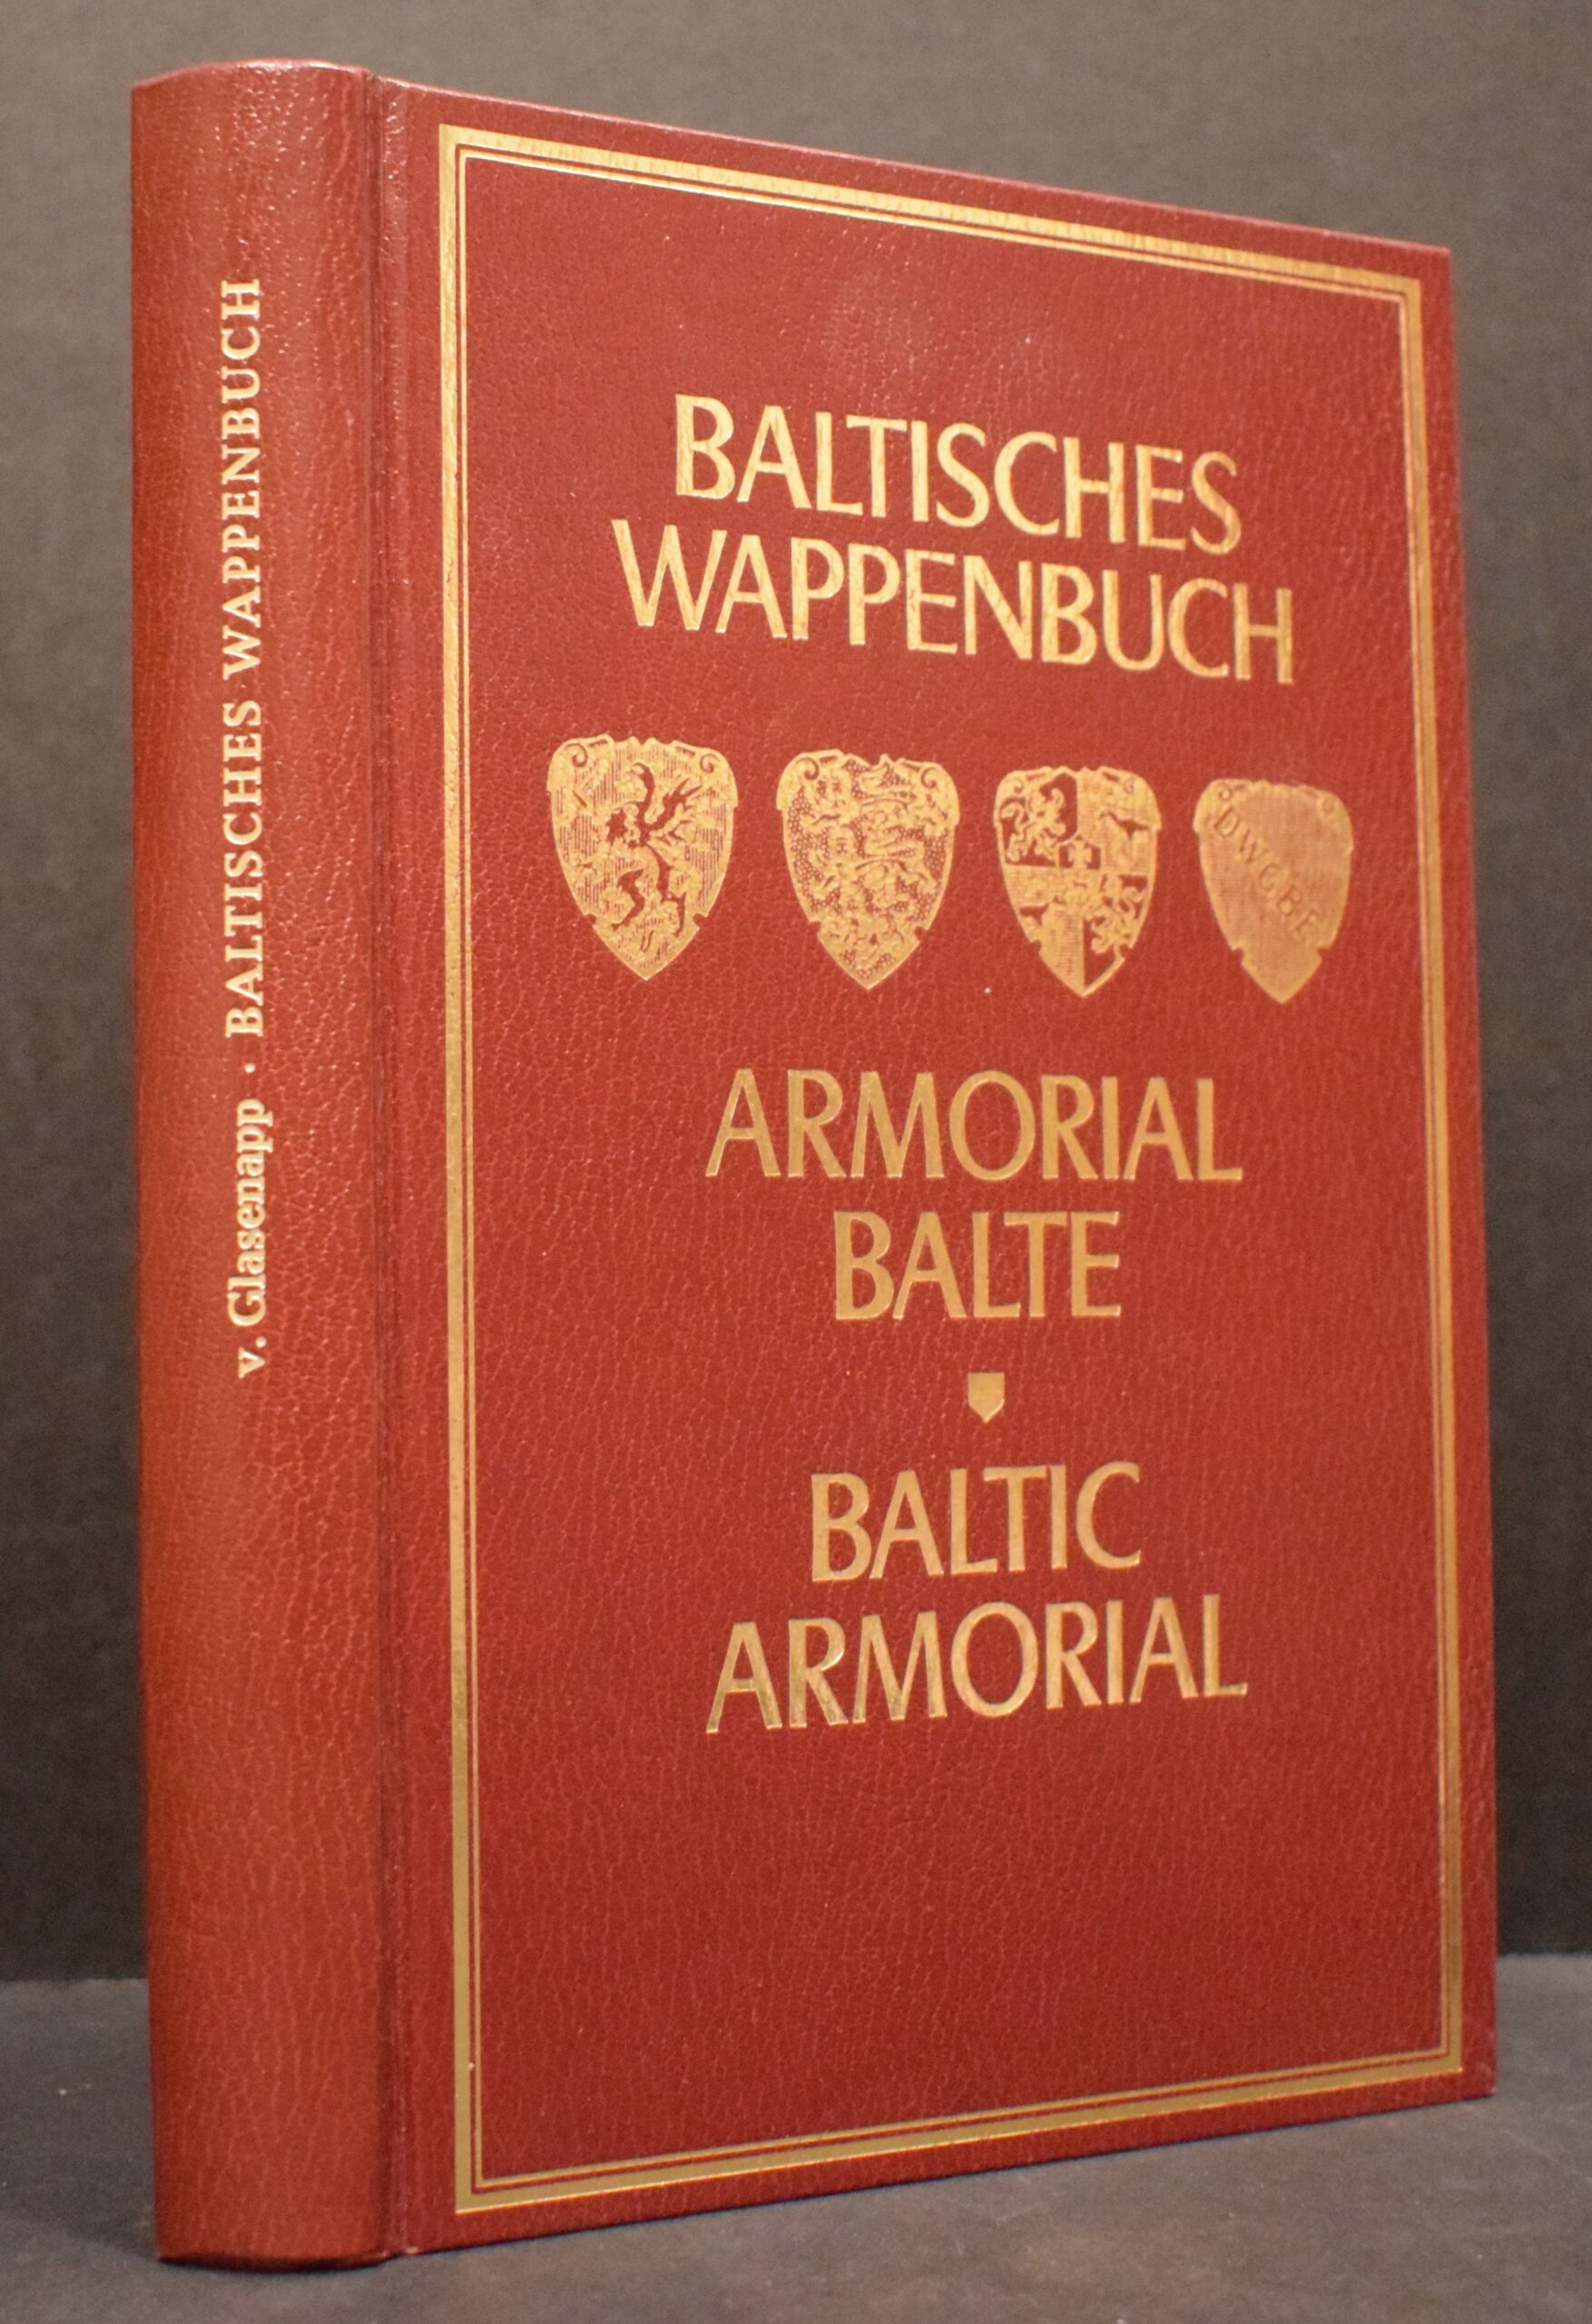 v. Glasenapp · BALTISCHES WAPPENBUCH
BALTISCHES
WAPPENBUCH
DWGBE
ARMORIAL
BALTE
BALTIC
ARMORIAL